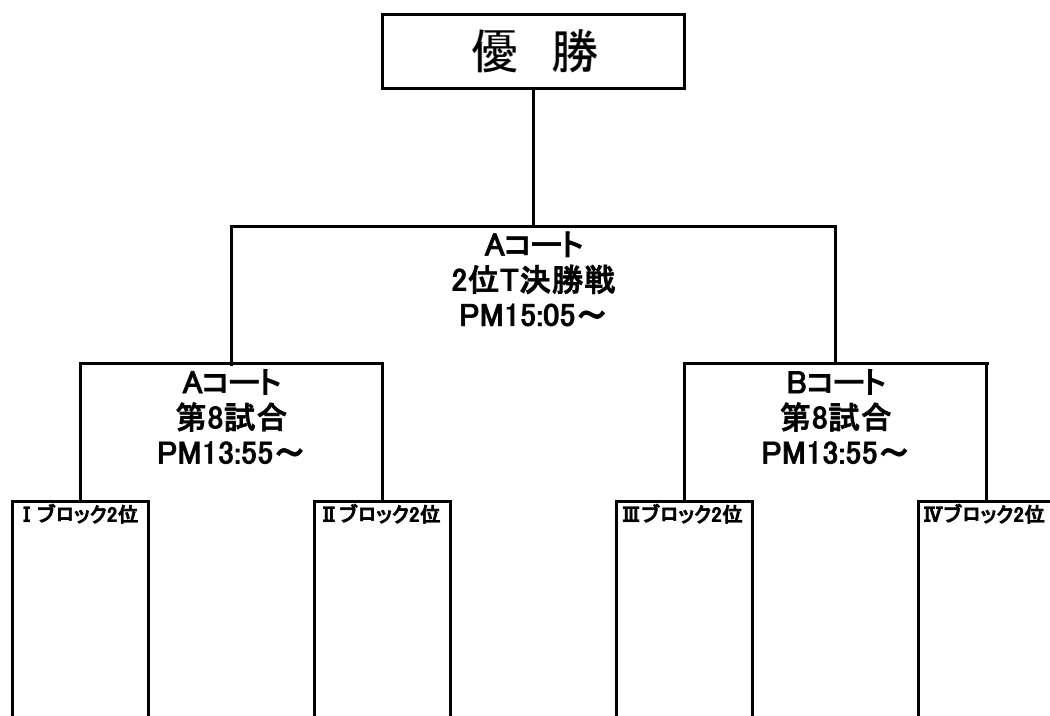 優 勝
Aコート
2位T決勝戦
PM15:05～
Aコート
第8試合
PM13:55～
Bコート
第8試合
PM13:55～
Ⅰブロック2位
Ⅱブロック2位
Ⅲブロック2位
Ⅳブロック2位